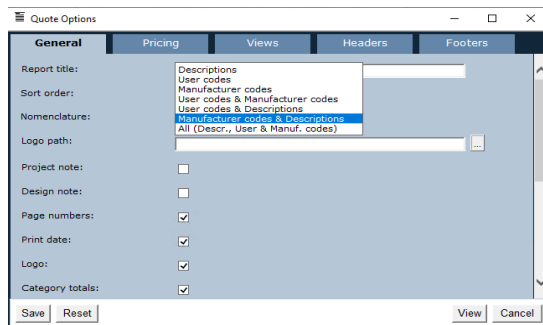 Quote Options
General Pricing Views Headers Footers
Report title:
Descriptions
User codes
Sort order:
Manufacturer codes
User codes & Manufacturer codes
User codes & Descriptions
Nomenclature:
Manufacturer codes & Descriptions
All (Descr., User & Manuf. codes)
Logo path:
...
Project note:
Design note:
Page numbers:
Print date:
Logo:
Category totals:
Save Reset View Cancel